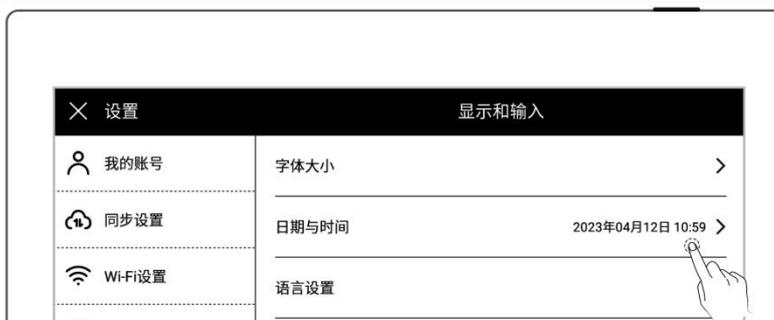 设置
显示和输入
我的账号
字体大小
同步设置
日期与时间 2023年04月12日 10:59
Wi-Fi设置
语言设置